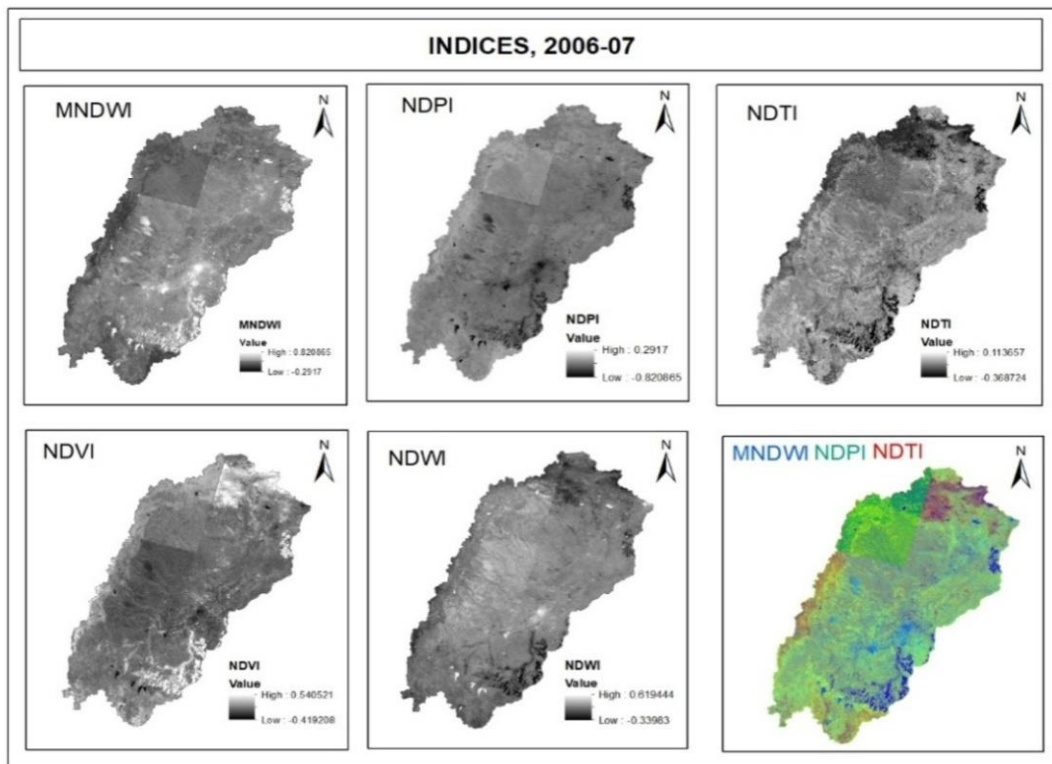 INDICES, 2006-07
MNDWI
N
MNDWI
Value
High : 0.820865
Low : -0.2917
NDPI
N
NDPI
Value
High : 0.2917
Low : -0.820865
NDTI
N
NDTI
Value
High : 0.113657
Low : -0.368724
NDVI
N
NDVI
Value
High : 0.540521
Low : -0.419208
NDWI
N
NDWI
Value
High : 0.619444
Low : -0.33983
MNDWI NDPI NDTI
N